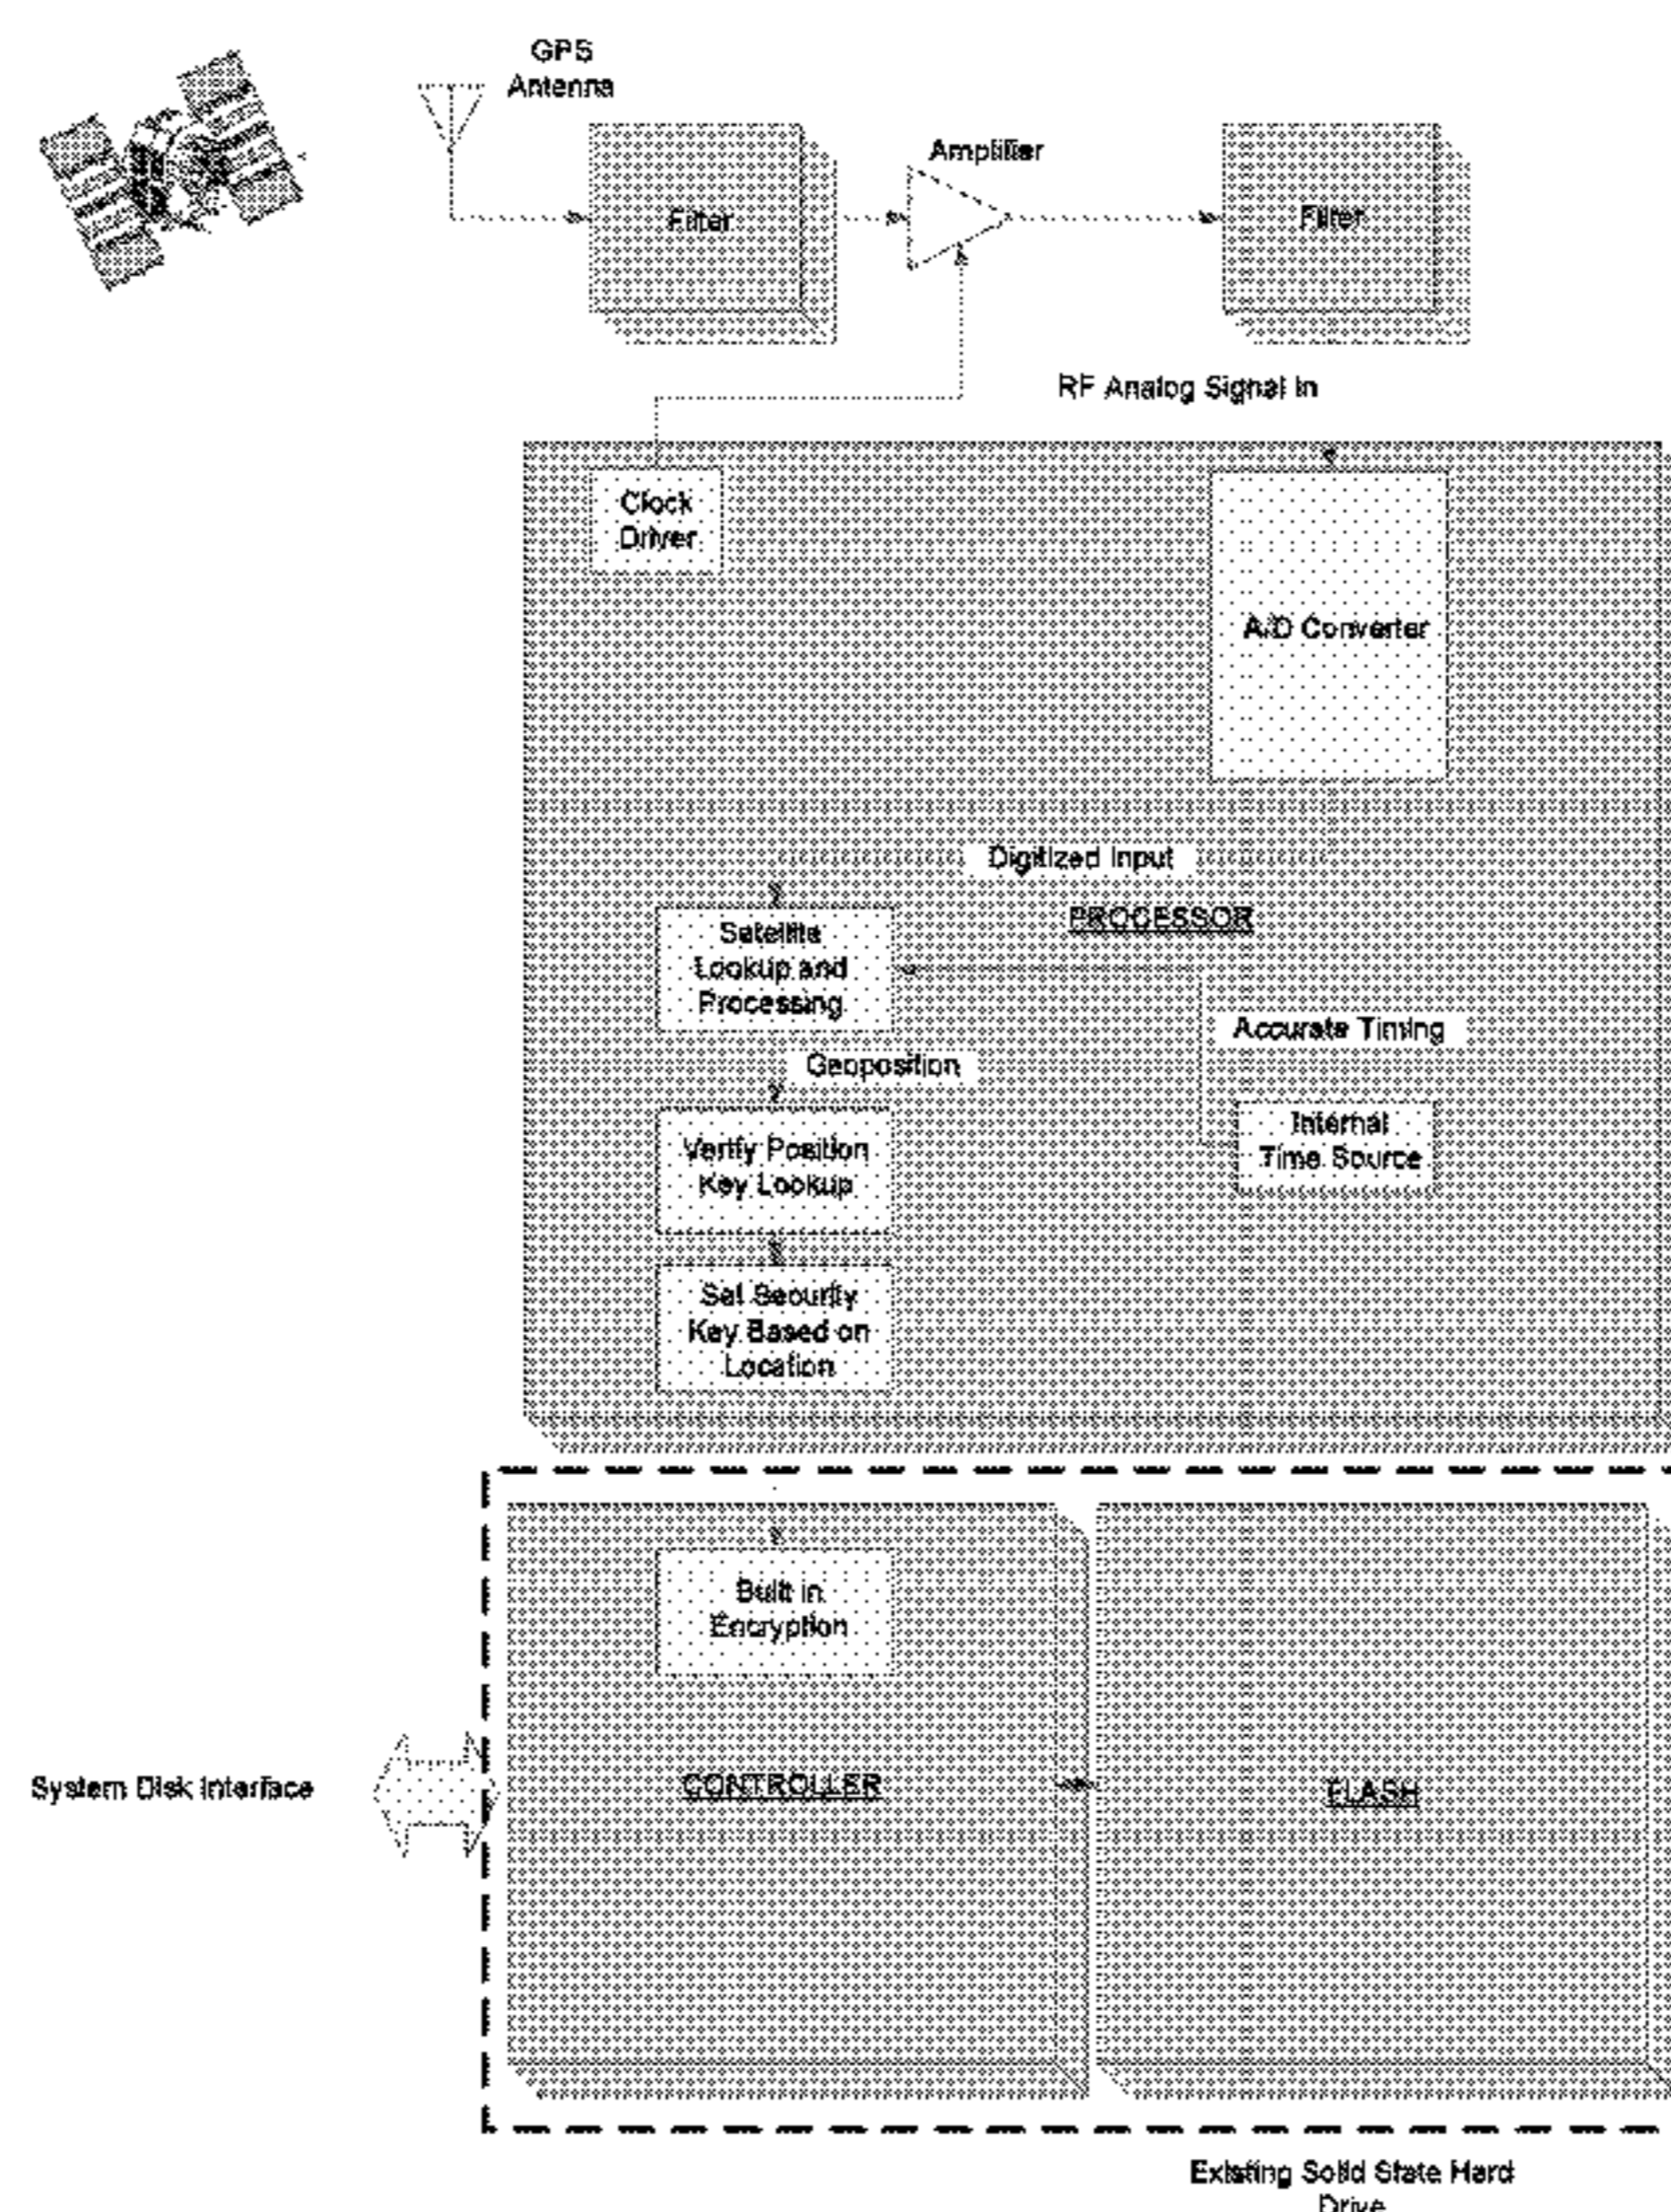 GPS
Antenna
Amplifier
Filter
Filter
RF Analog Signal In
Clock
Driver
A/D Converter
Digitized Input
PROCESSOR
Satellite
Lookup and
Processing
Accurate Timing
Geoposition
Internal
Time Source
Verify Position
Key Lookup
Set Security
Key Based on
Location
Built in
Encryption
System Disk Interface
CONTROLLER
FLASH
Existing Solid State Hard
Drive